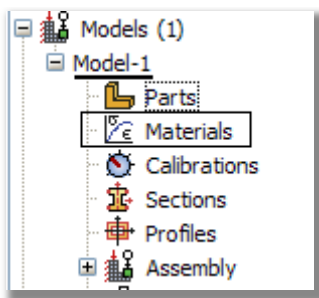 Models (1)
Model-1
Parts
Materials
Calibrations
Sections
Profiles
Assembly